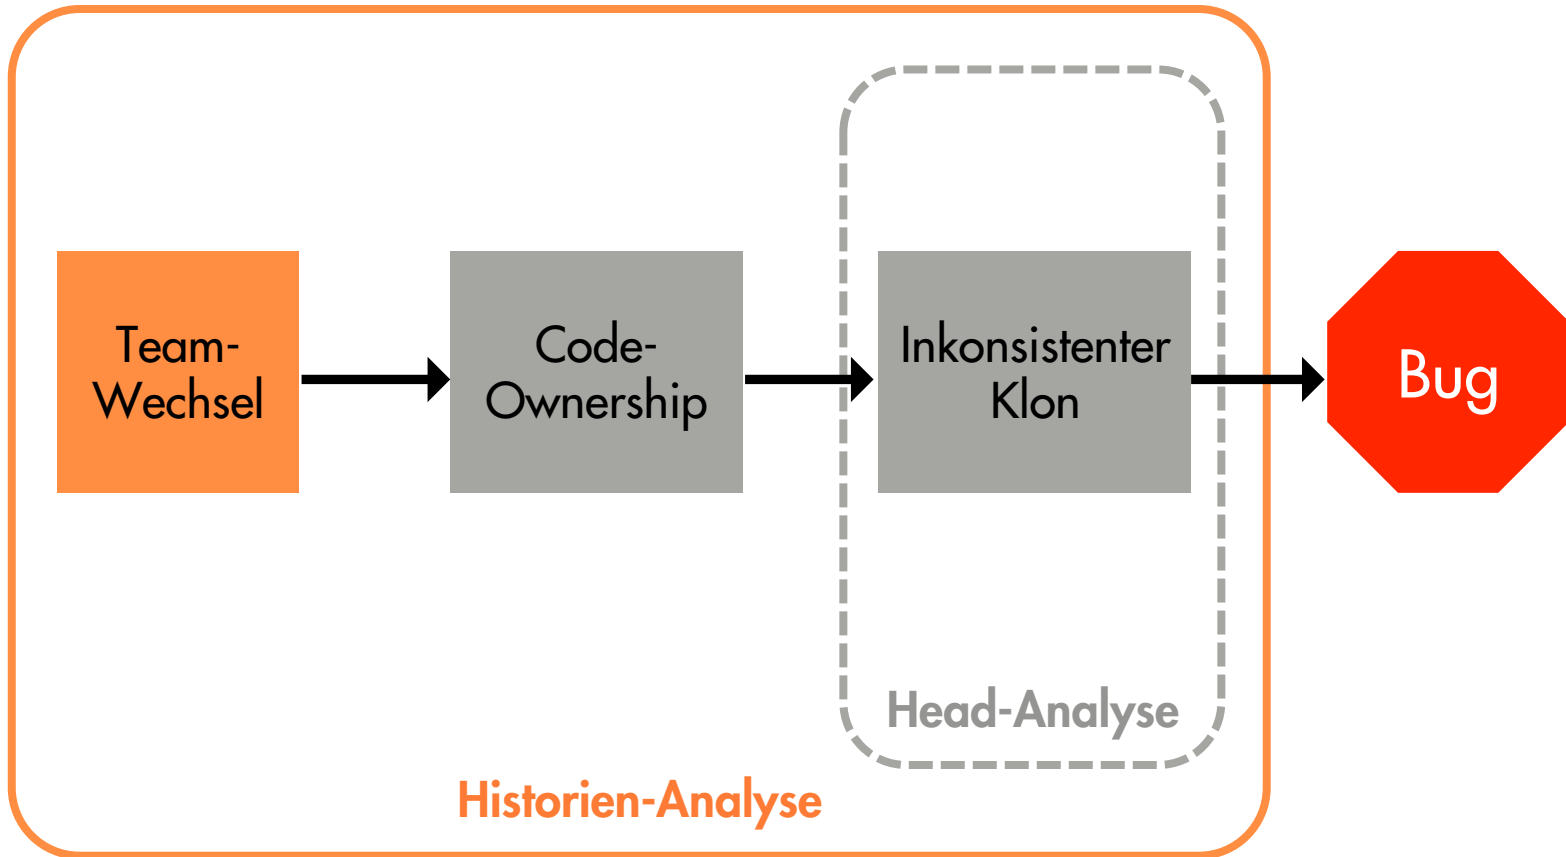 Team-
Wechsel
Code-
Ownership
Inkonsistenter
Klon
Bug
Head-Analyse
Historien-Analyse